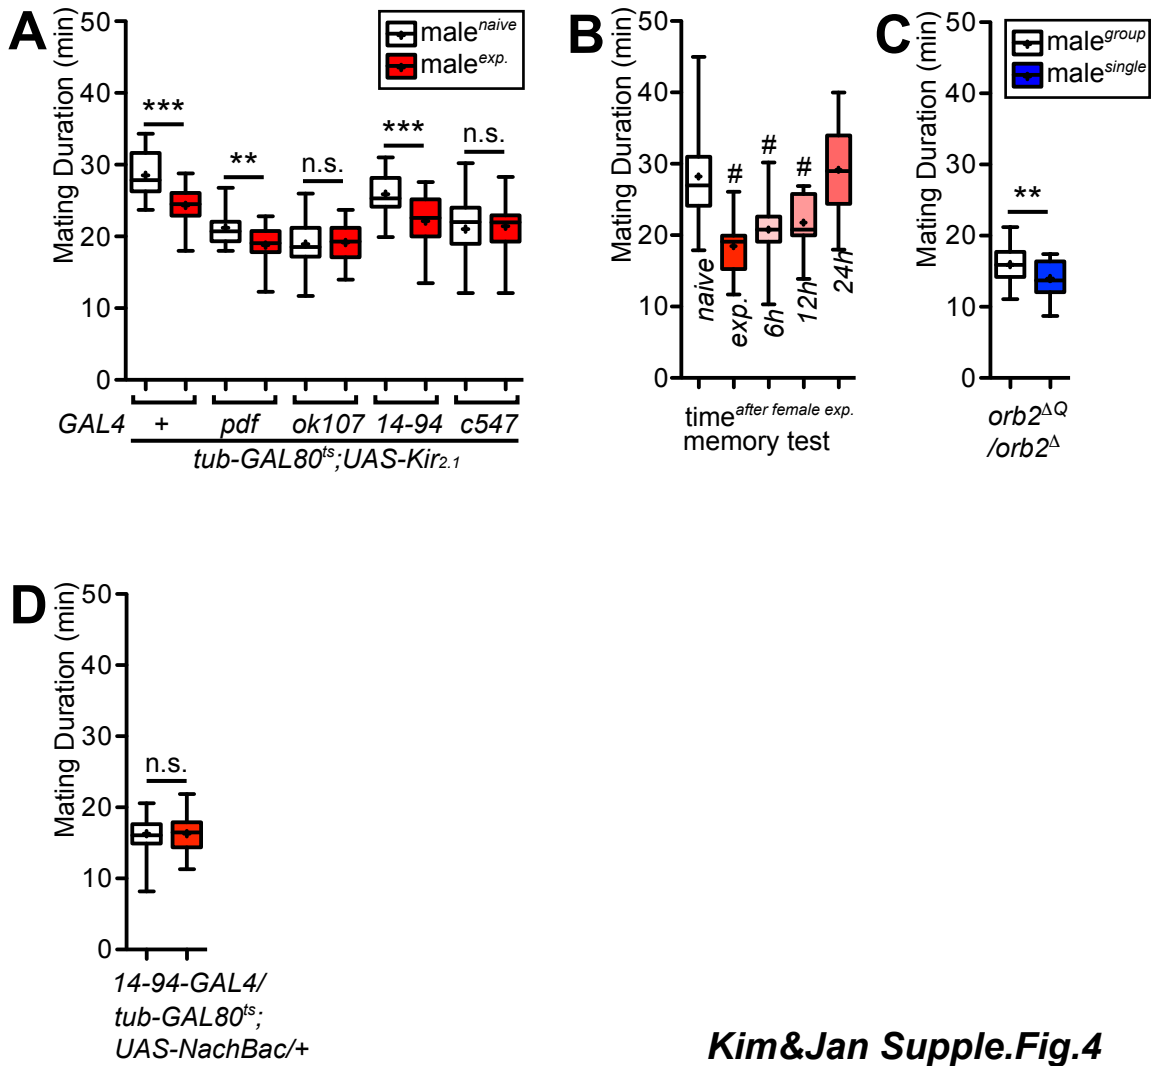 A
Mating Duration (min)
50
40
30
20
10
0
male^naive
male^exp.
***
**
n.s.
***
n.s.
GAL4 + pdf ok107 14-94 c547
tub-GAL80^ts;UAS-Kir2.1
B
Mating Duration (min)
50
40
30
20
10
0
# # #
naive exp. 6h 12h 24h
time^after female exp.
memory test
C
Mating Duration (min)
50
40
30
20
10
0
male^group
male^single
**
orb2^ΔQ
/orb2^Δ
D
Mating Duration (min)
50
40
30
20
10
0
n.s.
14-94-GAL4/
tub-GAL80^ts;
UAS-NachBac/+
Kim&Jan Supple.Fig.4